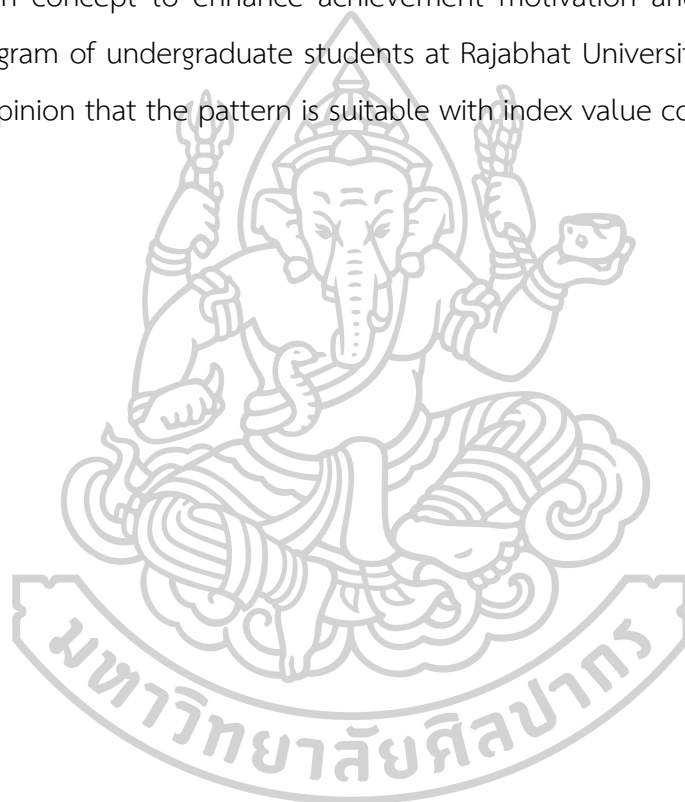 n concept to enhance achievement motivation and
gram of undergraduate students at Rajabhat Universit
pinion that the pattern is suitable with index value co
มหาวิทยาลัยศิลปากร